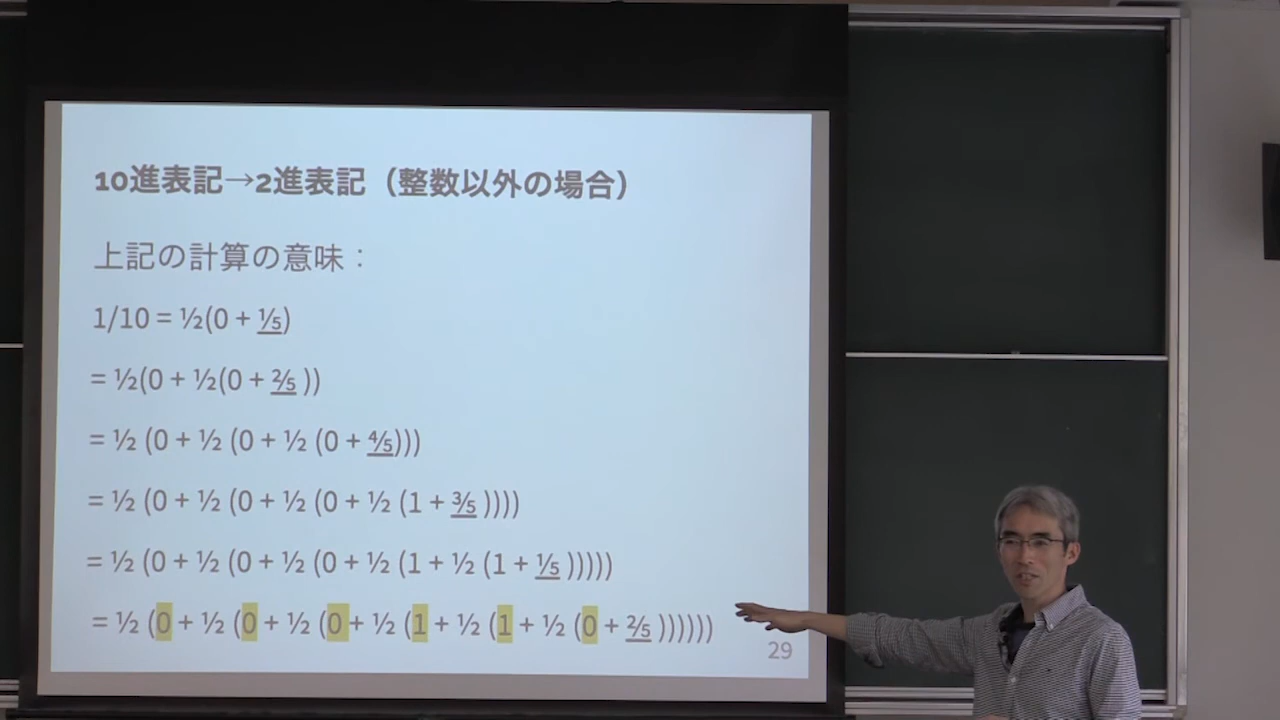 10進表記→2進表記（整数以外の場合）
上記の計算の意味：
1/10 = ½(0 + ⅕)
= ½(0 + ½(0 + ⅖ ))
= ½ (0 + ½ (0 + ½ (0 + ⅘)))
= ½ (0 + ½ (0 + ½ (0 + ½ (1 + ⅗ ))))
= ½ (0 + ½ (0 + ½ (0 + ½ (1 + ½ (1 + ⅕ )))))
= ½ (0 + ½ (0 + ½ (0 + ½ (1 + ½ (1 + ½ (0 + ⅖ ))))))
29